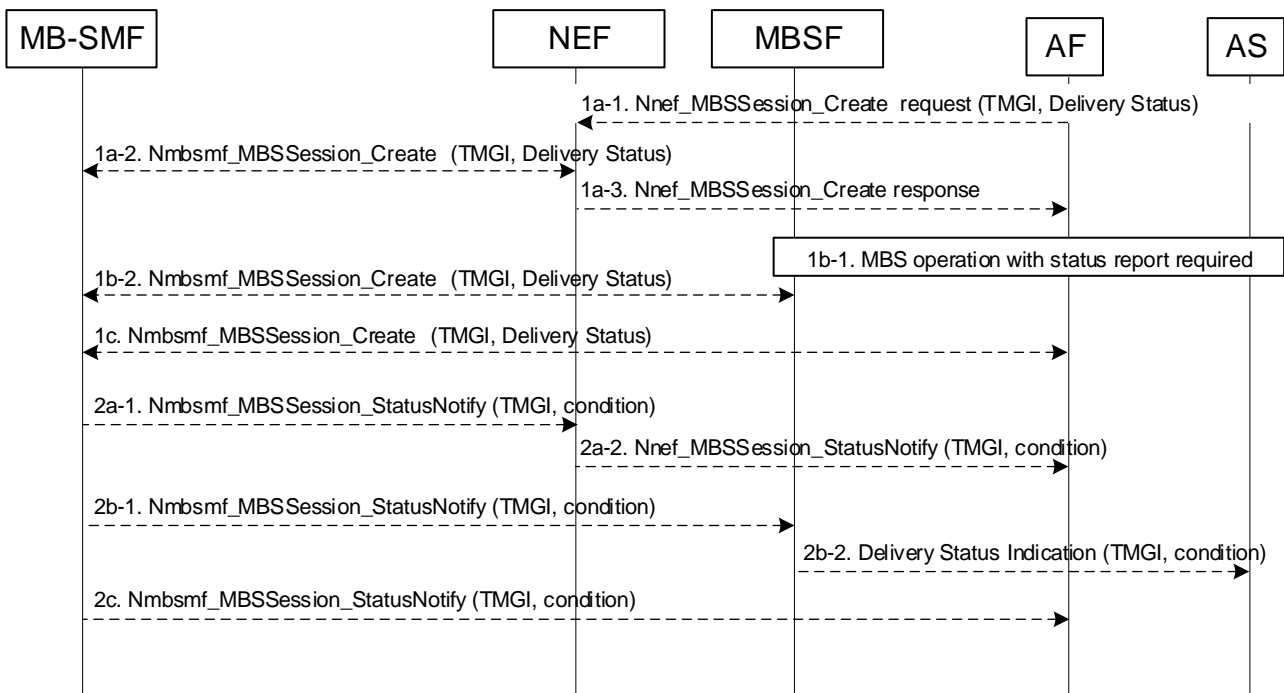 MB-SMF
NEF
MBSF
AF
AS
1a-1. Nnef_MBSSession_Create request (TMGI, Delivery Status)
1a-2. Nmbsmf_MBSSession_Create (TMGI, Delivery Status)
1a-3. Nnef_MBSSession_Create response
1b-1. MBS operation with status report required
1b-2. Nmbsmf_MBSSession_Create (TMGI, Delivery Status)
1c. Nmbsmf_MBSSession_Create (TMGI, Delivery Status)
2a-1. Nmbsmf_MBSSession_StatusNotify (TMGI, condition)
2a-2. Nnef_MBSSession_StatusNotify (TMGI, condition)
2b-1. Nmbsmf_MBSSession_StatusNotify (TMGI, condition)
2b-2. Delivery Status Indication (TMGI, condition)
2c. Nmbsmf_MBSSession_StatusNotify (TMGI, condition)